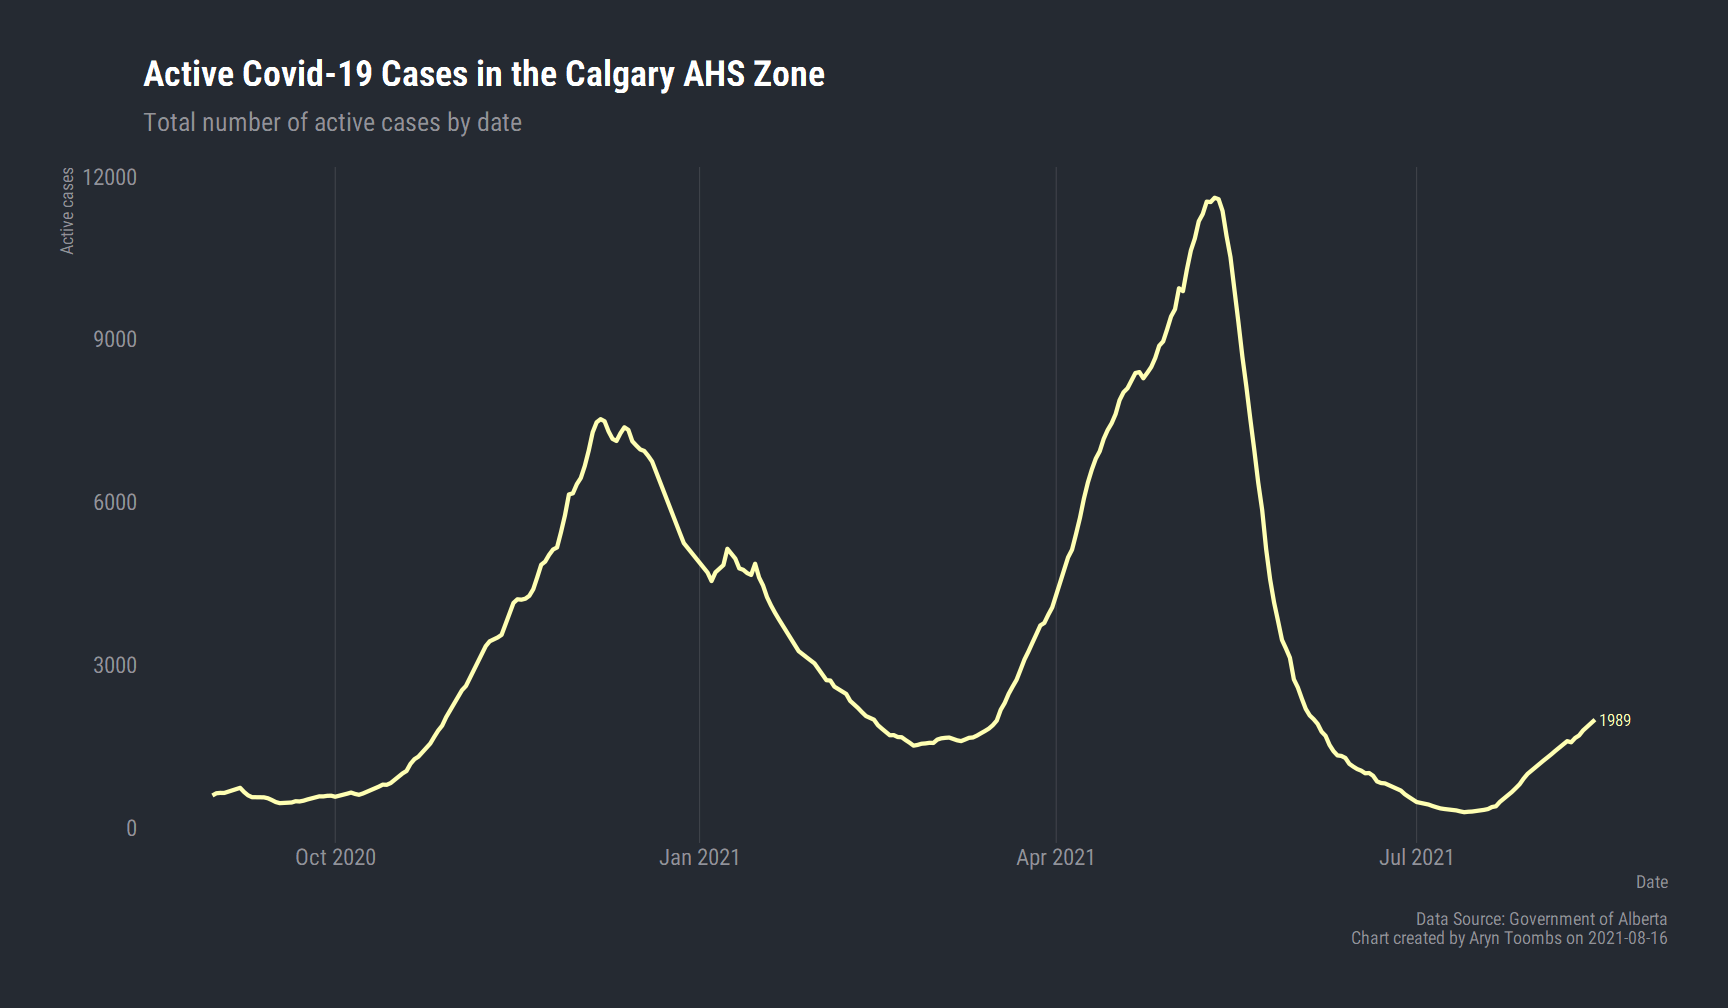 Active Covid-19 Cases in the Calgary AHS Zone
Total number of active cases by date
Active cases
12000
9000
6000
3000
0
1989
Oct 2020
Jan 2021
Apr 2021
Jul 2021
Date
Data Source: Government of Alberta
Chart created by Aryn Toombs on 2021-08-16